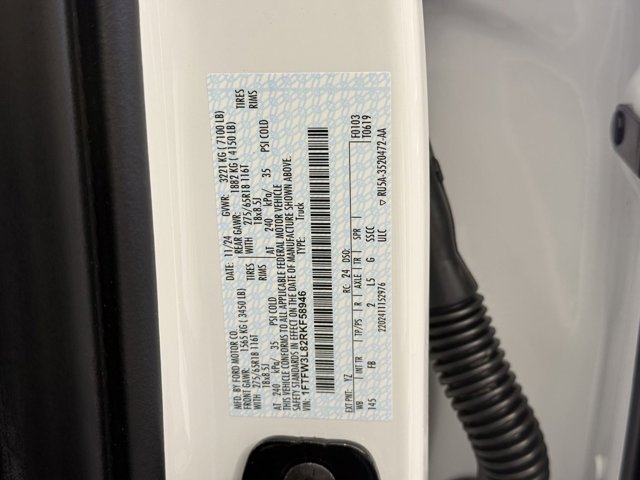 MFD. BY FORD MOTOR CO.
DATE: 11/24 GVWR: 3221 KG ( 7100 LB)
FRONT GAWR: 1565 KG ( 3450 LB) REAR GAWR: 1882 KG ( 4150 LB)
WITH 275/65R18 116T TIRES WITH 275/65R18 116T TIRES
18x8.5J RIMS 18x8.5J RIMS
AT 240 kPa/ 35 PSI COLD AT 240 kPa/ 35 PSI COLD
THIS VEHICLE CONFORMS TO ALL APPLICABLE FEDERAL MOTOR VEHICLE
SAFETY STANDARDS IN EFFECT ON THE DATE OF MANUFACTURE SHOWN ABOVE.
VIN: 1FTFW3L82RKF58946 TYPE: Truck
F0103
T0619
EXT PNT: YZ RC: 24 DSO:
WB INT TR TP/PS R AXLE TR SPR
145 FB 2 L5 G SSCC
2202411152976 ULC
▽ RU5A-3520472-AA